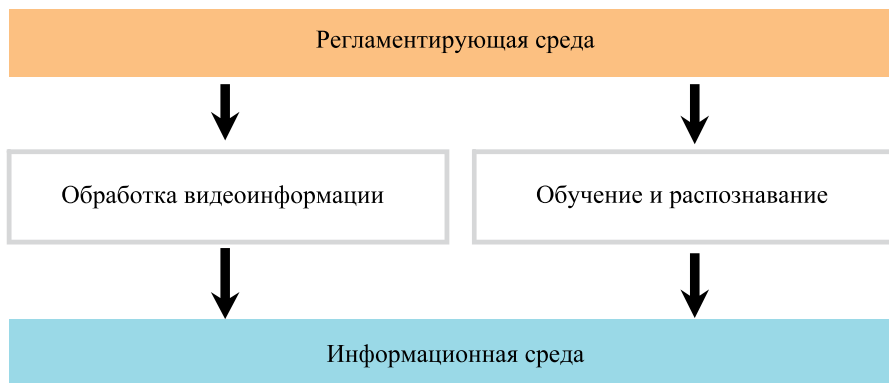 Регламентирующая среда
Обработка видеоинформации
Обучение и распознавание
Информационная среда